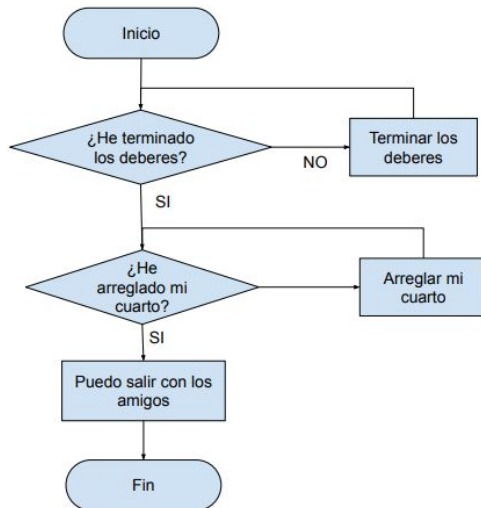 Inicio
¿He terminado
los deberes?
Terminar los
deberes
NO
SI
¿He
arreglado mi
cuarto?
Arreglar mi
cuarto
SI
Puedo salir con los
amigos
Fin